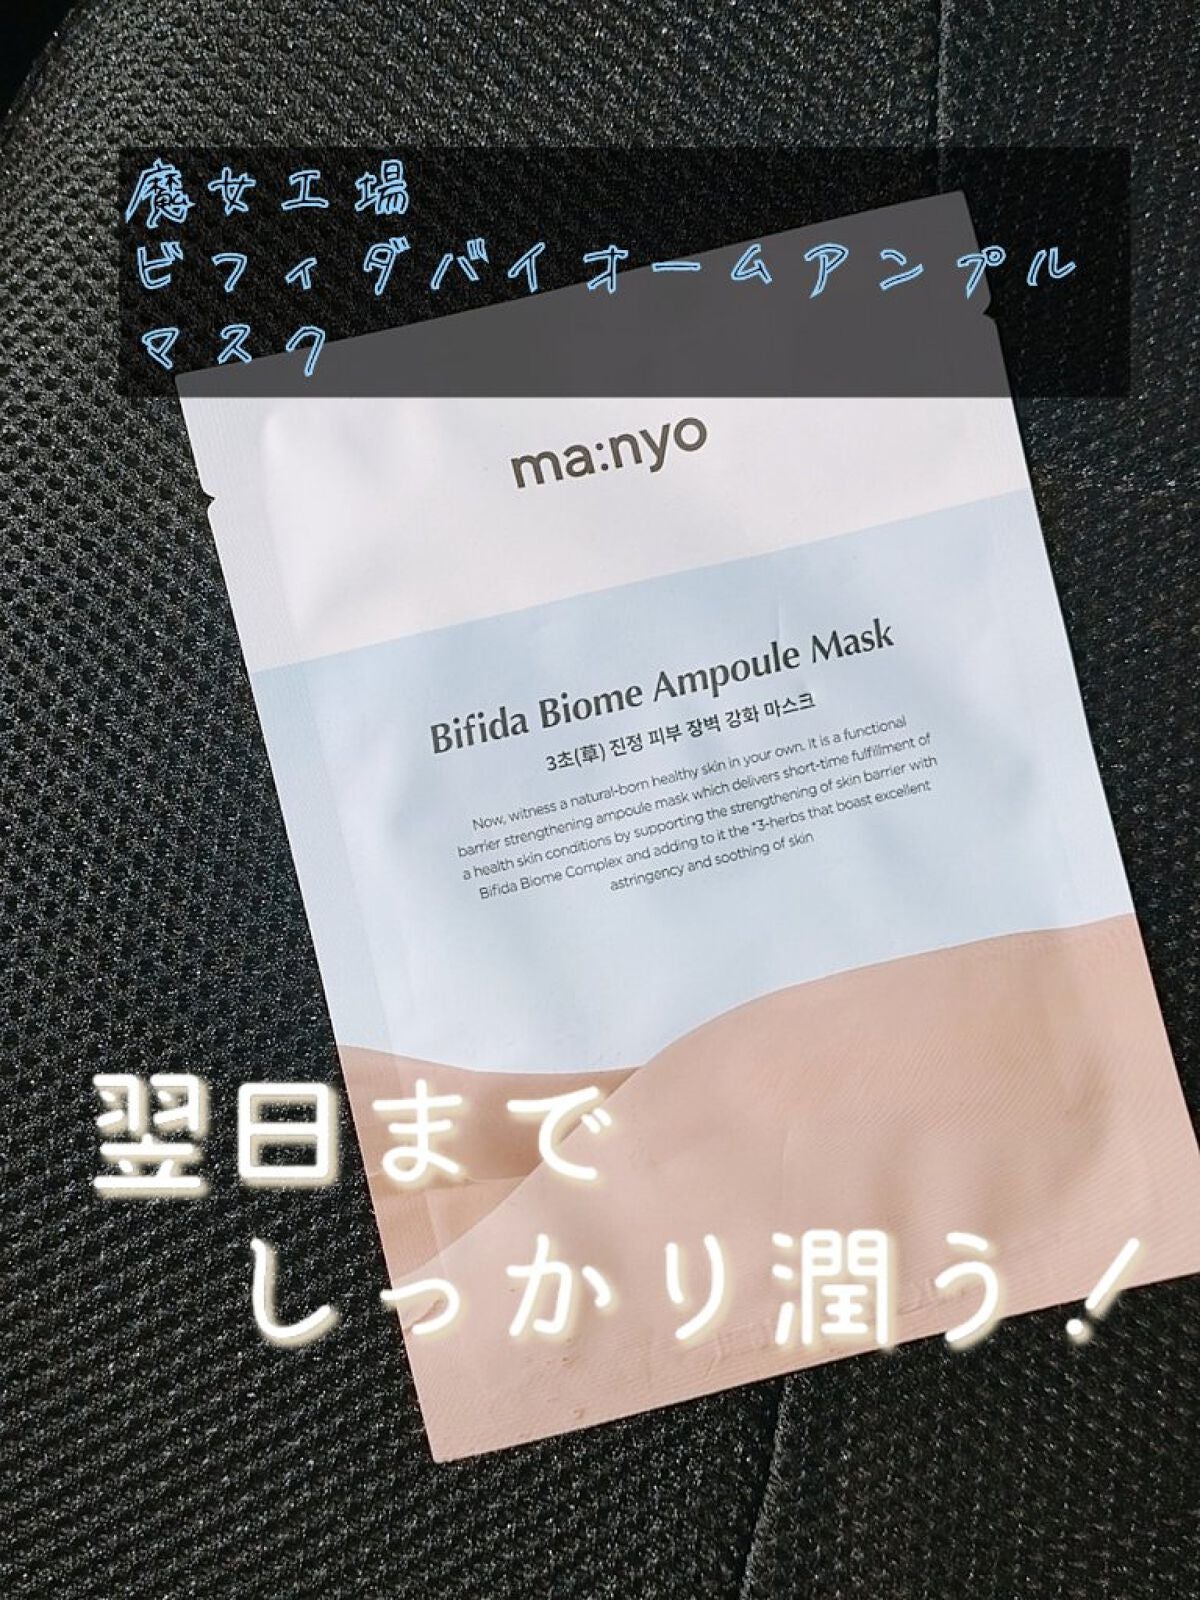 魔女工場
ビフィダバイオームアンプル
マスク
ma:nyo
Bifida Biome Ampoule Mask
3초(草) 진정 피부 장벽 강화 마스크
Now, witness a natural-born healthy skin in your own. It is a functional
barrier strengthening ampoule mask which delivers short-time fulfillment of
a health skin conditions by supporting the strengthening of skin barrier with
Bifida Biome Complex and adding to it the *3-herbs that boast excellent
astringency and soothing of skin
翌日まで
しっかり潤う！